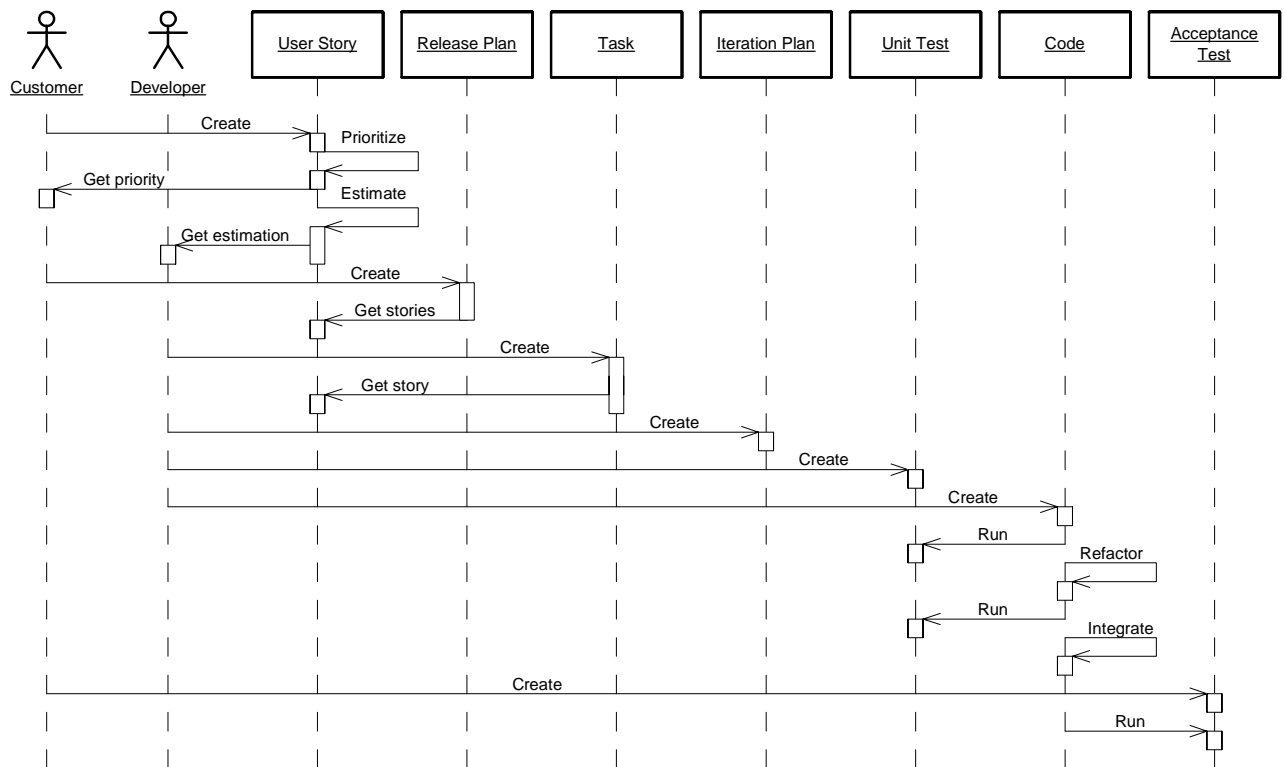 User Story
Release Plan
Task
Iteration Plan
Unit Test
Code
Acceptance
Test
Customer
Developer
Create
Prioritize
Get priority
Estimate
Get estimation
Create
Get stories
Create
Get story
Create
Create
Create
Run
Refactor
Run
Integrate
Create
Run